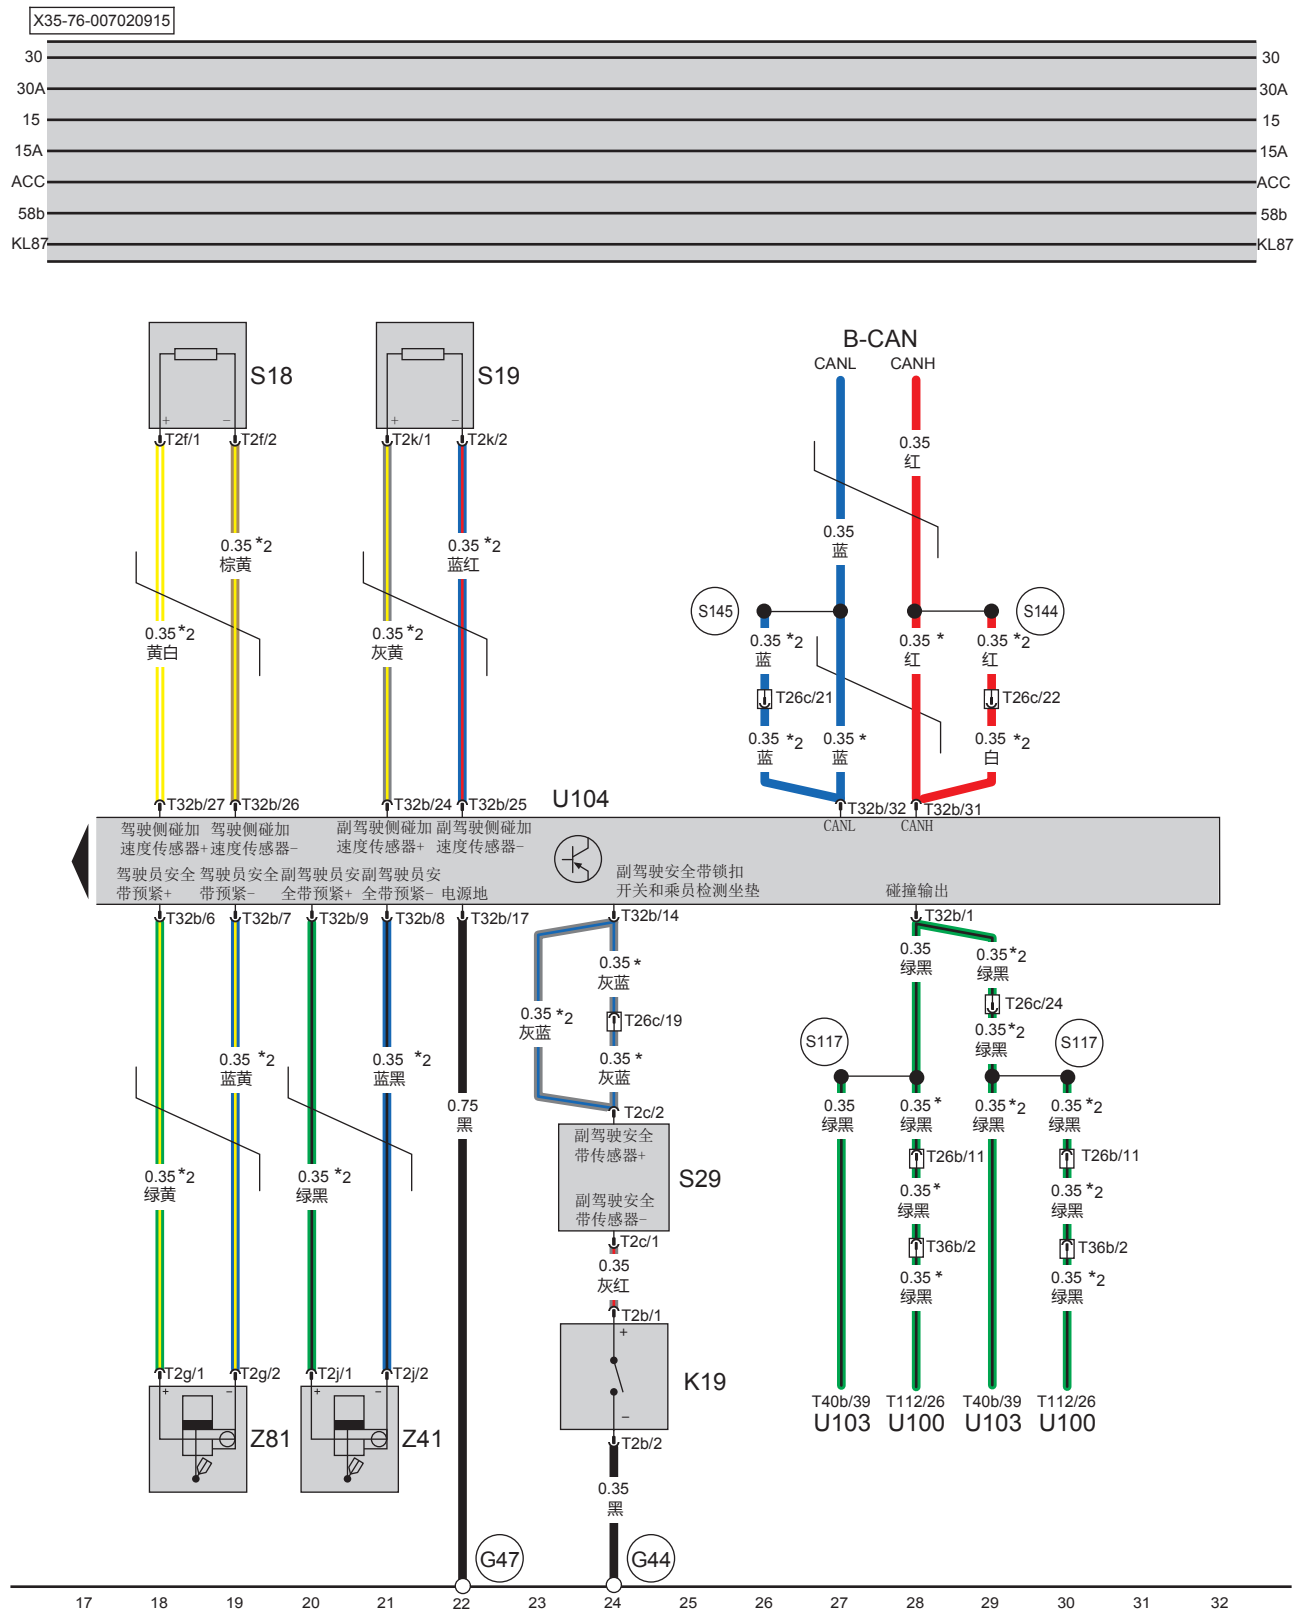 X35-76-007020915
30 30
30A 30A
15 15
15A 15A
ACC ACC
58b 58b
KL87 KL87
B-CAN
CANL CANH
S18 S19
+ − + −
T2f/1 T2f/2 T2k/1 T2k/2
0.35
红
0.35
蓝
0.35 *2
棕黄
0.35 *2
蓝红
S145 S144
0.35 *2
黄白
0.35 *2
灰黄
0.35 *2
蓝
0.35 *
红
0.35 *2
红
T26c/21 T26c/22
0.35 *2
蓝
0.35 *
蓝
0.35 *2
白
T32b/27 T32b/26 T32b/24 T32b/25 U104 T32b/32 T32b/31
驾驶侧碰加
速度传感器+
驾驶侧碰加
速度传感器−
副驾驶侧碰加
速度传感器+
副驾驶侧碰加
速度传感器−
CANL CANH
驾驶员安全
带预紧+
驾驶员安全
带预紧−
副驾驶员安
全带预紧+
副驾驶员安
全带预紧−
电源地
副驾驶安全带锁扣
开关和乘员检测坐垫
碰撞输出
T32b/6 T32b/7 T32b/9 T32b/8 T32b/17 T32b/14 T32b/1
0.35 *
灰蓝
0.35
绿黑
0.35 *2
绿黑
T26c/24
0.35 *2
灰蓝
T26c/19
0.35 *2
绿黑
S117 S117
0.35 *2
蓝黄
0.35 *2
蓝黑
0.35 *
灰蓝
0.75
黑
T2c/2
0.35
绿黑
0.35 *
绿黑
0.35 *2
绿黑
0.35 *2
绿黑
副驾驶安全
带传感器+
T26b/11 T26b/11
0.35 *2
绿黄
0.35 *2
绿黑
S29
副驾驶安全
带传感器−
0.35 *
绿黑
0.35 *2
绿黑
T2c/1
T36b/2 T36b/2
0.35
灰红
0.35 *
绿黑
0.35 *2
绿黑
T2b/1
+
K19
−
T2g/1 T2g/2 T2j/1 T2j/2
+ − + −
Z81 Z41
T40b/39 T112/26 T40b/39 T112/26
U103 U100 U103 U100
T2b/2
0.35
黑
G47 G44
17 18 19 20 21 22 23 24 25 26 27 28 29 30 31 32